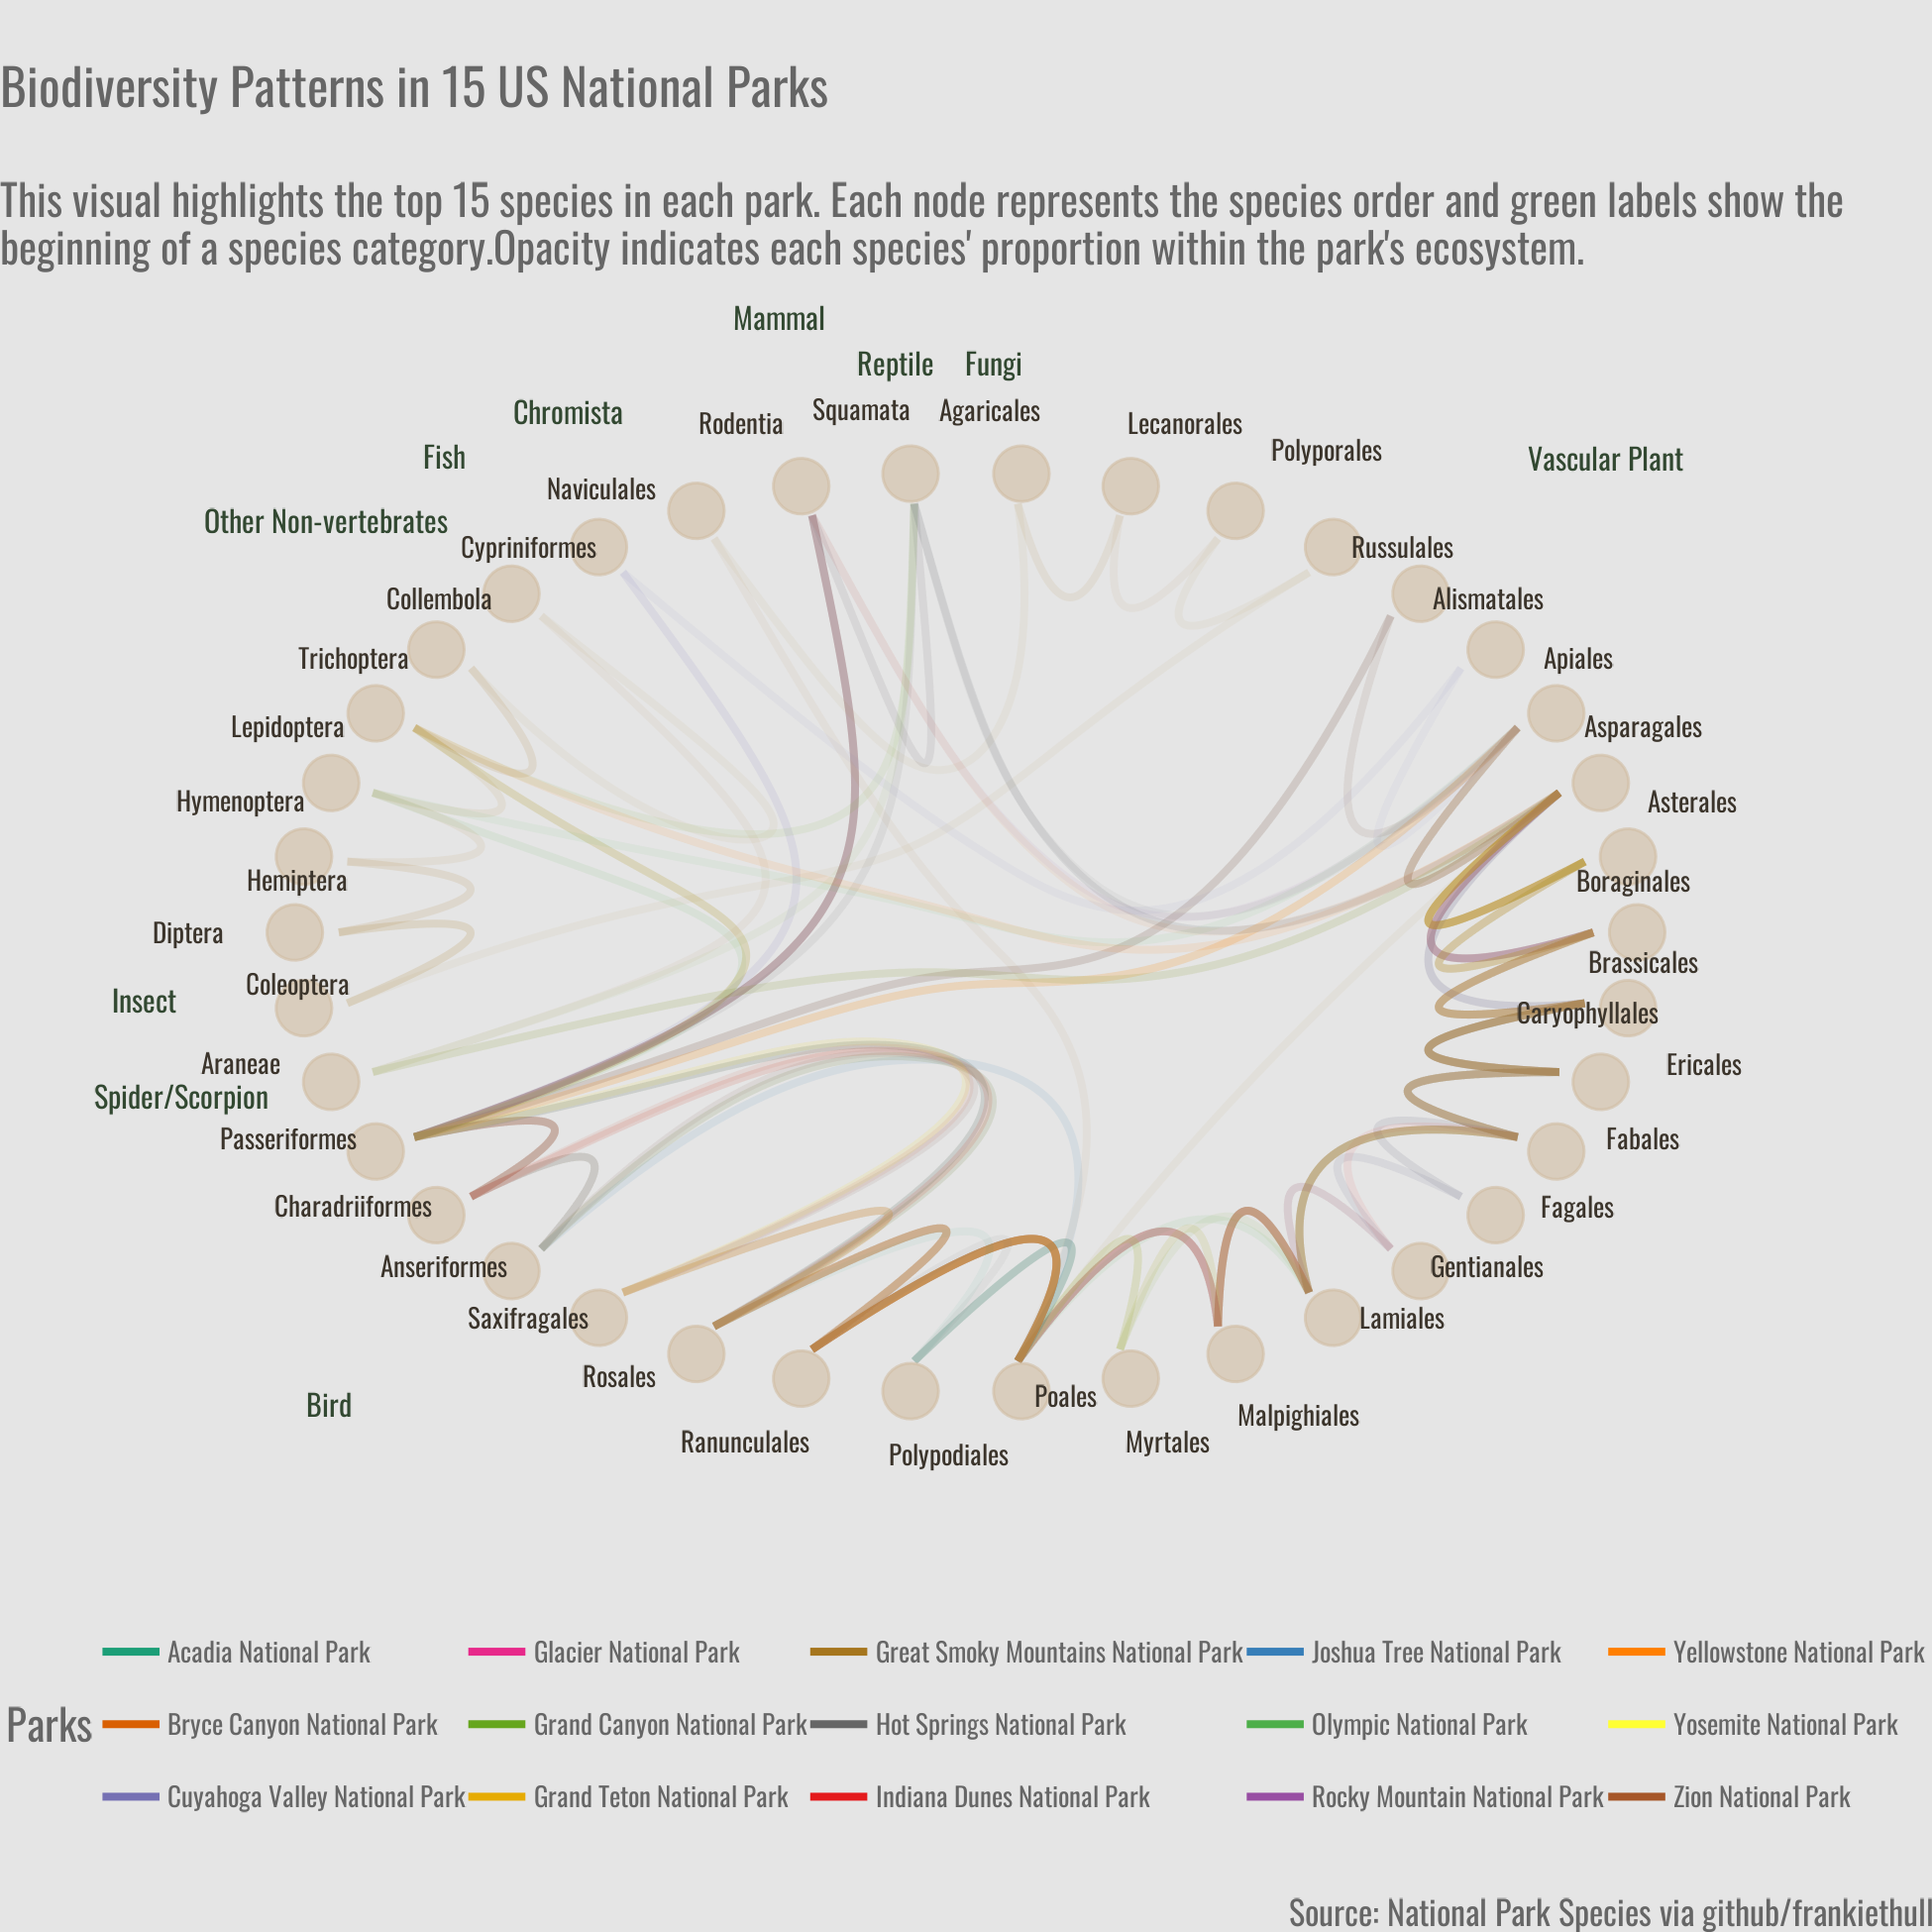 Biodiversity Patterns in 15 US National Parks
This visual highlights the top 15 species in each park. Each node represents the species order and green labels show the
beginning of a species category.Opacity indicates each species' proportion within the park's ecosystem.
Mammal
Reptile
Fungi
Chromista
Fish
Other Non-vertebrates
Vascular Plant
Insect
Spider/Scorpion
Bird
Rodentia
Squamata
Agaricales
Lecanorales
Polyporales
Russulales
Alismatales
Apiales
Asparagales
Asterales
Boraginales
Brassicales
Caryophyllales
Ericales
Fabales
Fagales
Gentianales
Lamiales
Malpighiales
Myrtales
Poales
Polypodiales
Ranunculales
Rosales
Saxifragales
Anseriformes
Charadriiformes
Passeriformes
Araneae
Coleoptera
Diptera
Hemiptera
Hymenoptera
Lepidoptera
Trichoptera
Collembola
Cypriniformes
Naviculales
Parks
Acadia National Park
Glacier National Park
Great Smoky Mountains National Park
Joshua Tree National Park
Yellowstone National Park
Bryce Canyon National Park
Grand Canyon National Park
Hot Springs National Park
Olympic National Park
Yosemite National Park
Cuyahoga Valley National Park
Grand Teton National Park
Indiana Dunes National Park
Rocky Mountain National Park
Zion National Park
Source: National Park Species via github/frankiethull